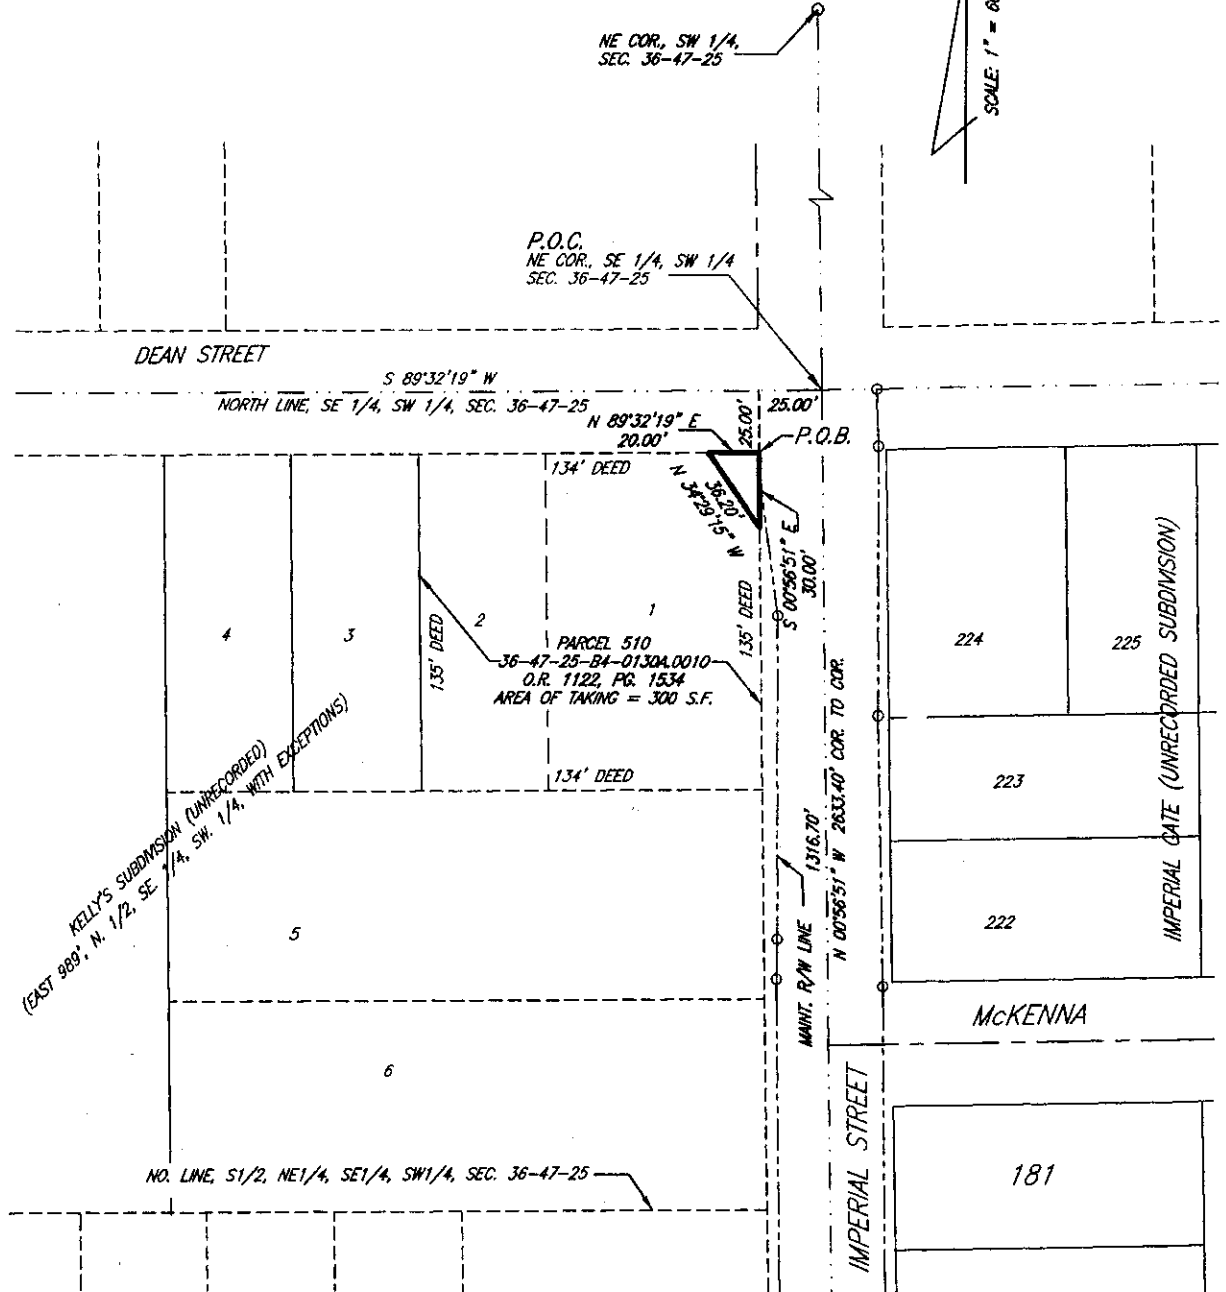 NE COR., SW 1/4,
SEC. 36-47-25
SCALE: 1" =
P.O.C.
NE COR., SE 1/4, SW 1/4
SEC. 36-47-25
DEAN STREET
S 89°32'19" W
NORTH LINE, SE 1/4, SW 1/4, SEC. 36-47-25
25.00'
25.00'
N 89°32'19" E
20.00'
P.O.B.
134' DEED
36.20'
N 34°29'15" W
S 00°56'51" E
30.00'
135' DEED
135' DEED
4
3
2
1
PARCEL 510
36-47-25-B4-0130A.0010
O.R. 1122, PG. 1534
AREA OF TAKING = 300 S.F.
134' DEED
KELLY'S SUBDIVISION (UNRECORDED)
(EAST 989', N. 1/2, SE. 1/4, SW. 1/4, WITH EXCEPTIONS)
5
6
MAINT. R/W LINE
1316.70'
N 00°56'51" W 2633.40' COR. TO COR.
224
225
223
222
IMPERIAL GATE (UNRECORDED SUBDIVISION)
McKENNA
IMPERIAL STREET
181
NO. LINE, S1/2, NE1/4, SE1/4, SW1/4, SEC. 36-47-25